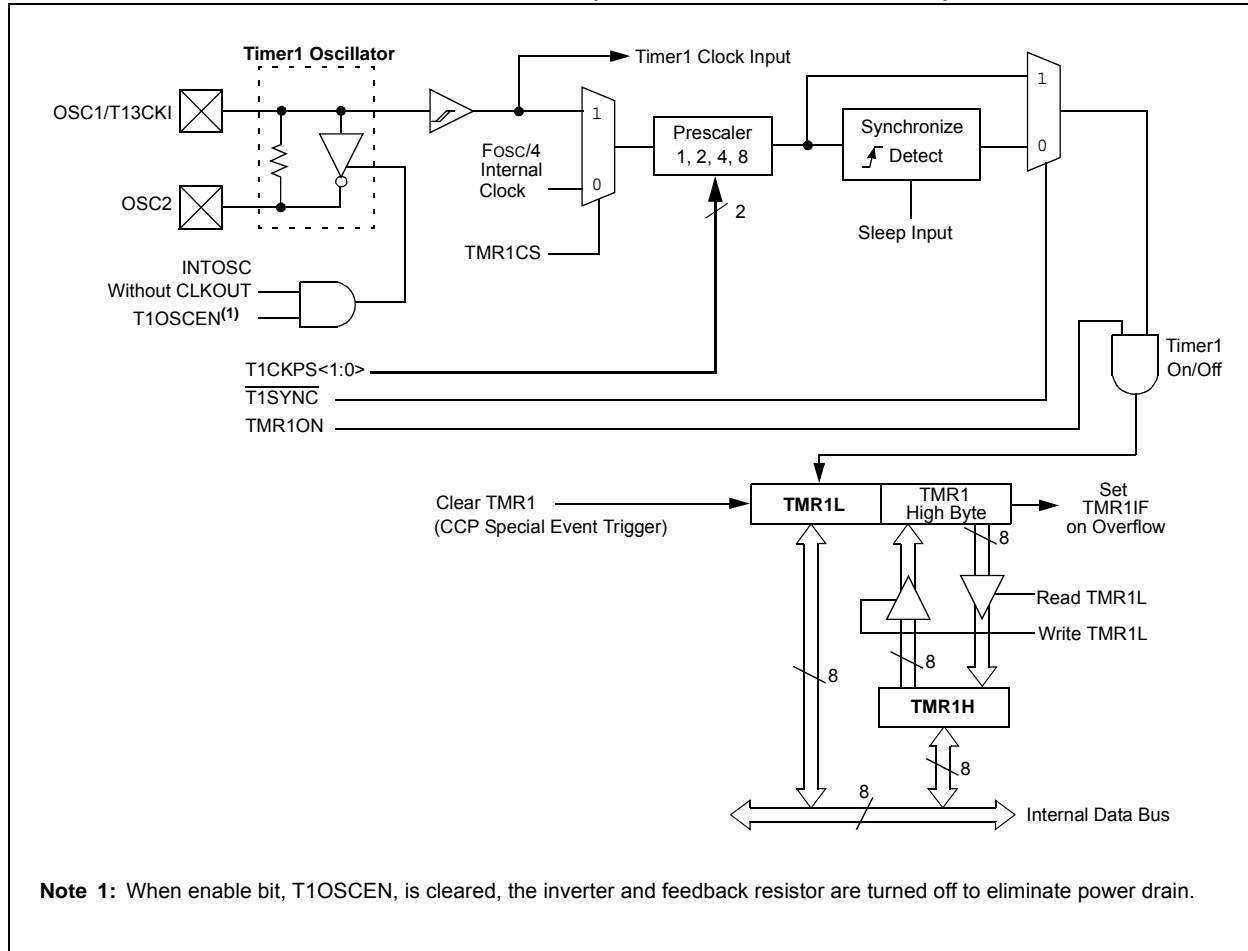 Timer1 Oscillator
Timer1 Clock Input
OSC1/T13CKI
1
1
FOSC/4
Internal
Clock
Prescaler
1, 2, 4, 8
Synchronize
Detect
0
0
OSC2
2
Sleep Input
TMR1CS
INTOSC
Without CLKOUT
T1OSCEN(1)
Timer1
On/Off
T1CKPS<1:0>
T1SYNC
TMR1ON
Clear TMR1
(CCP Special Event Trigger)
TMR1L
TMR1
High Byte
Set
TMR1IF
on Overflow
8
Read TMR1L
Write TMR1L
8
8
TMR1H
8
8
Internal Data Bus
Note 1: When enable bit, T1OSCEN, is cleared, the inverter and feedback resistor are turned off to eliminate power drain.